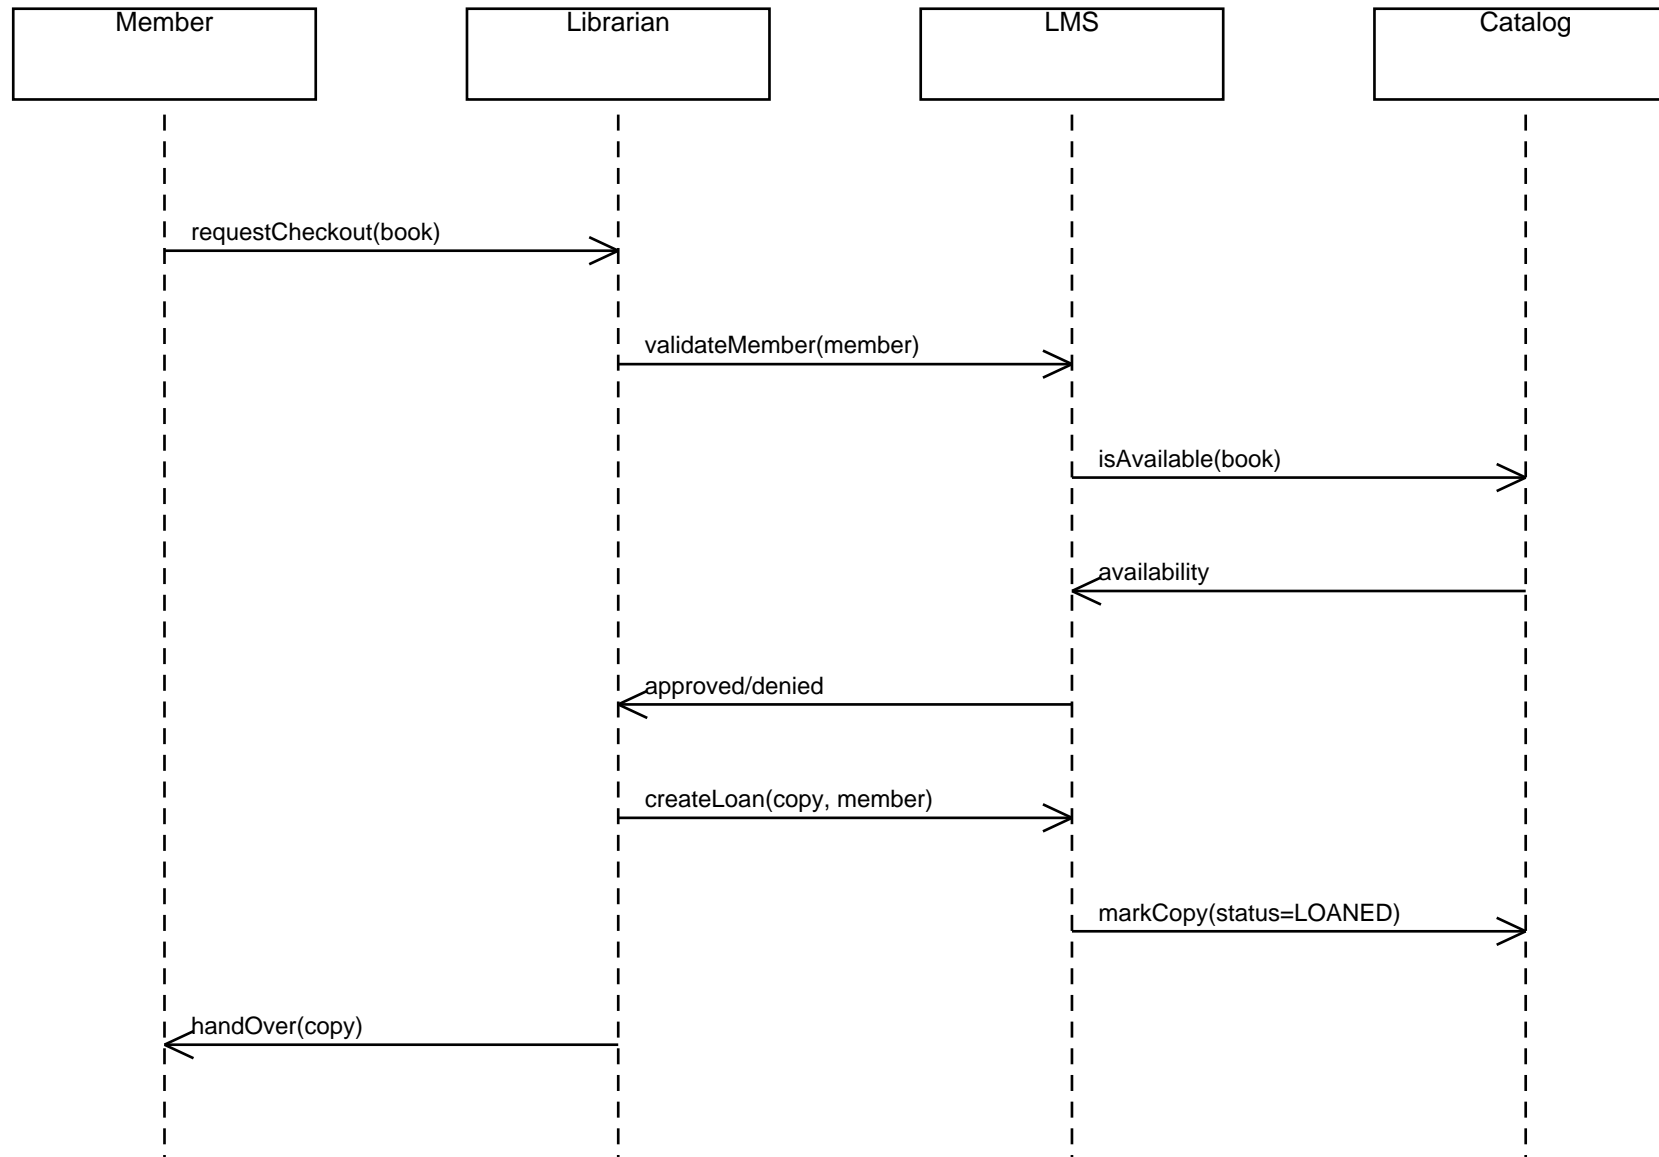 Member
Librarian
LMS
Catalog
requestCheckout(book)
validateMember(member)
isAvailable(book)
availability
approved/denied
createLoan(copy, member)
markCopy(status=LOANED)
handOver(copy)